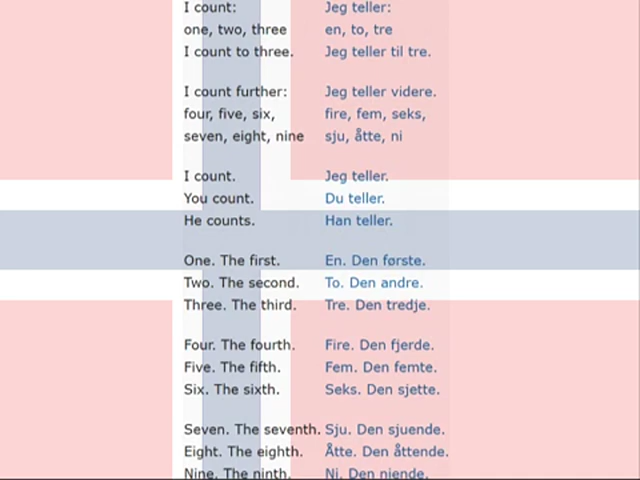 I count: Jeg teller:
one, two, three en, to, tre
I count to three. Jeg teller til tre.
I count further: Jeg teller videre.
four, five, six, fire, fem, seks,
seven, eight, nine sju, åtte, ni
I count. Jeg teller.
You count. Du teller.
He counts. Han teller.
One. The first. En. Den første.
Two. The second. To. Den andre.
Three. The third. Tre. Den tredje.
Four. The fourth. Fire. Den fjerde.
Five. The fifth. Fem. Den femte.
Six. The sixth. Seks. Den sjette.
Seven. The seventh. Sju. Den sjuende.
Eight. The eighth. Åtte. Den åttende.
Nine. The ninth. Ni. Den niende.